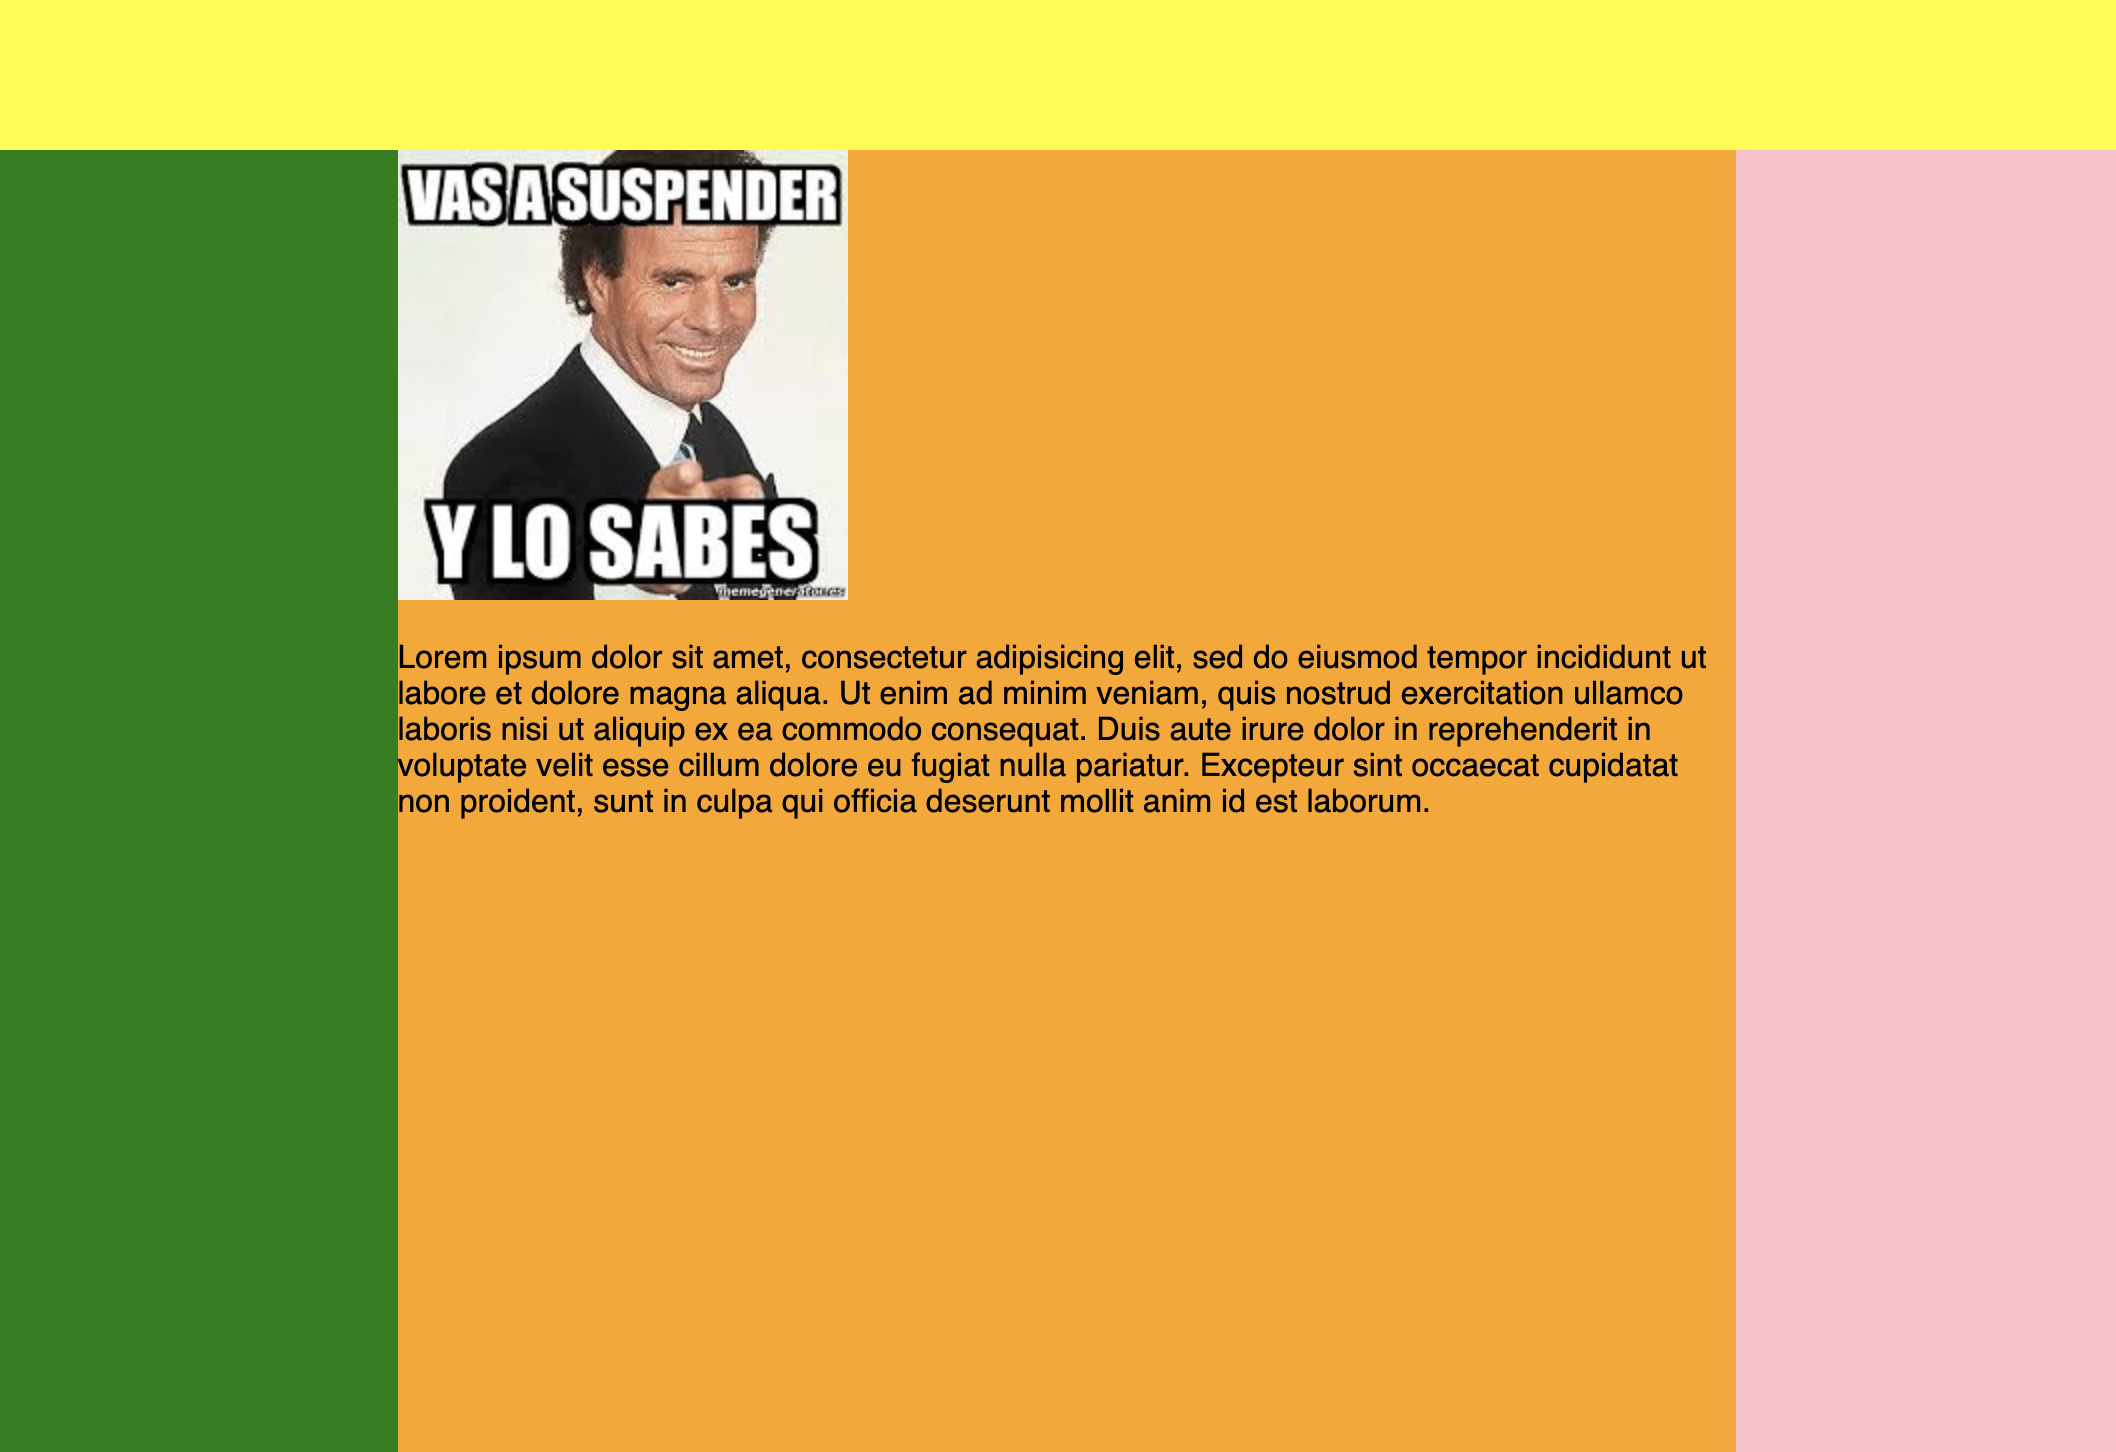 VAS A SUSPENDER
Y LO SABES
memegenerator.es
Lorem ipsum dolor sit amet, consectetur adipisicing elit, sed do eiusmod tempor incididunt ut
labore et dolore magna aliqua. Ut enim ad minim veniam, quis nostrud exercitation ullamco
laboris nisi ut aliquip ex ea commodo consequat. Duis aute irure dolor in reprehenderit in
voluptate velit esse cillum dolore eu fugiat nulla pariatur. Excepteur sint occaecat cupidatat
non proident, sunt in culpa qui officia deserunt mollit anim id est laborum.